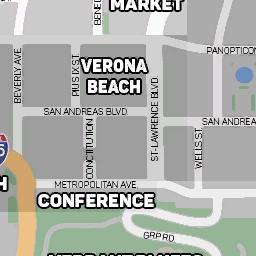 MARKET
PANOPTICON
VERONA
BEACH
BEVERLY AVE.
PIUS IX ST.
SAN ANDREAS BLVD.
SAN ANDREAS
CONSTITUTION
ST-LAWRENCE BLVD.
WELLS ST.
METROPOLITAN AVE.
CONFERENCE
GRP RD